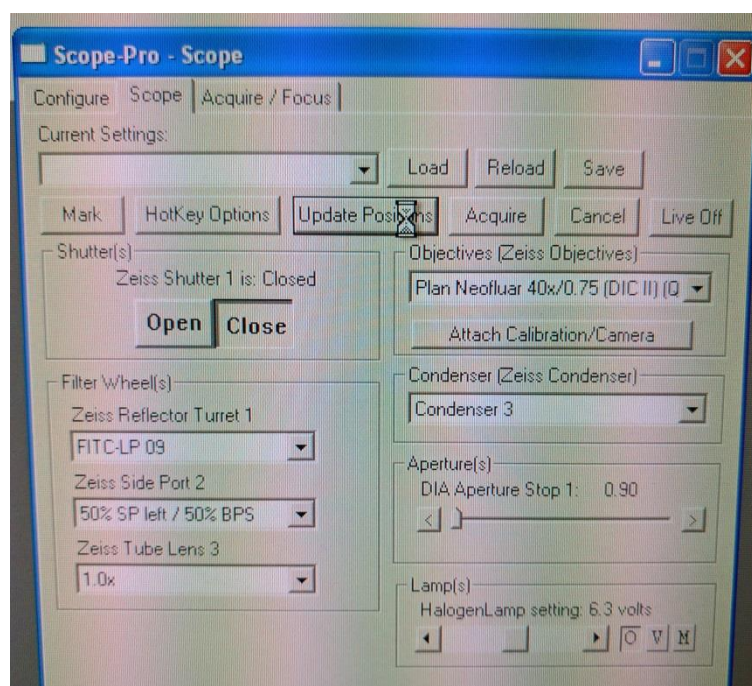 Scope-Pro - Scope
Configure Scope Acquire / Focus
Current Settings:
Load Reload Save
Mark HotKey Options Update Positions Acquire Cancel Live Off
Shutter(s)
Zeiss Shutter 1 is: Closed
Open Close
Objectives (Zeiss Objectives)
Plan Neofluar 40x/0.75 (DIC II) (Q
Attach Calibration/Camera
Filter Wheel(s)
Zeiss Reflector Turret 1
FITC-LP 09
Zeiss Side Port 2
50% SP left / 50% BPS
Zeiss Tube Lens 3
1.0x
Condenser (Zeiss Condenser)
Condenser 3
Aperture(s)
DIA Aperture Stop 1: 0.90
< >
Lamp(s)
HalogenLamp setting: 6.3 volts
O V M